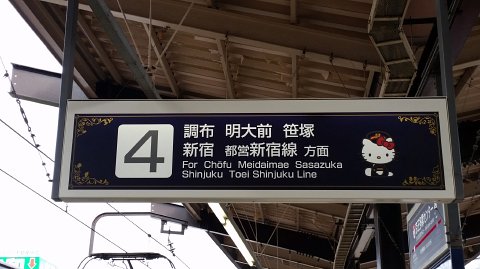 4
調布 明大前 笹塚
新宿 都営新宿線 方面
For Chōfu Meidaimae Sasazuka
Shinjuku Toei Shinjuku Line